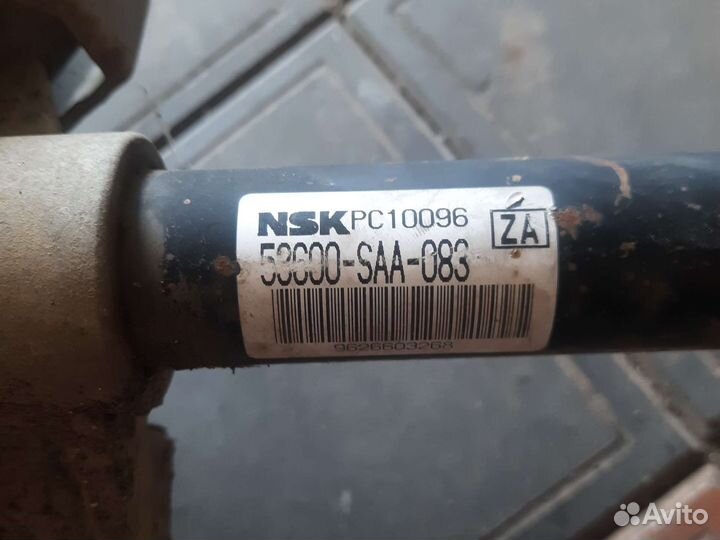 NSK PC10096 ZA
53600-SAA-083
9626603268
Avito